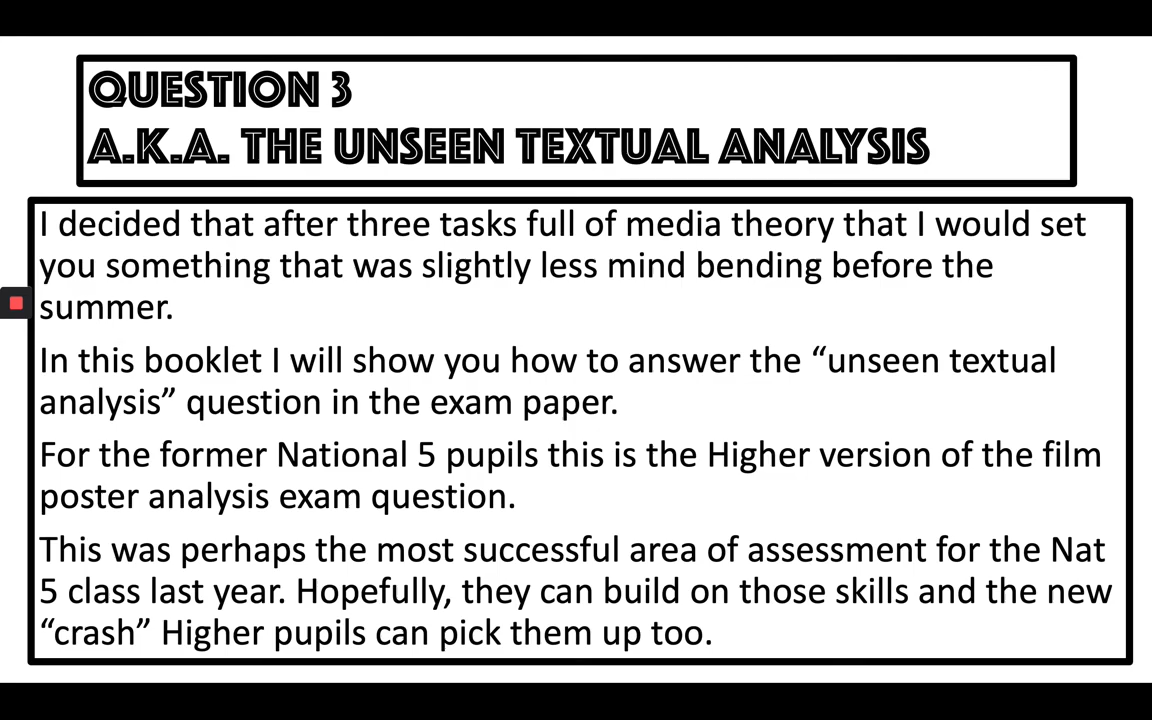 QUESTION 3
A.K.A. THE UNSEEN TEXTUAL ANALYSIS
I decided that after three tasks full of media theory that I would set
you something that was slightly less mind bending before the
summer.
In this booklet I will show you how to answer the “unseen textual
analysis” question in the exam paper.
For the former National 5 pupils this is the Higher version of the film
poster analysis exam question.
This was perhaps the most successful area of assessment for the Nat
5 class last year. Hopefully, they can build on those skills and the new
“crash” Higher pupils can pick them up too.